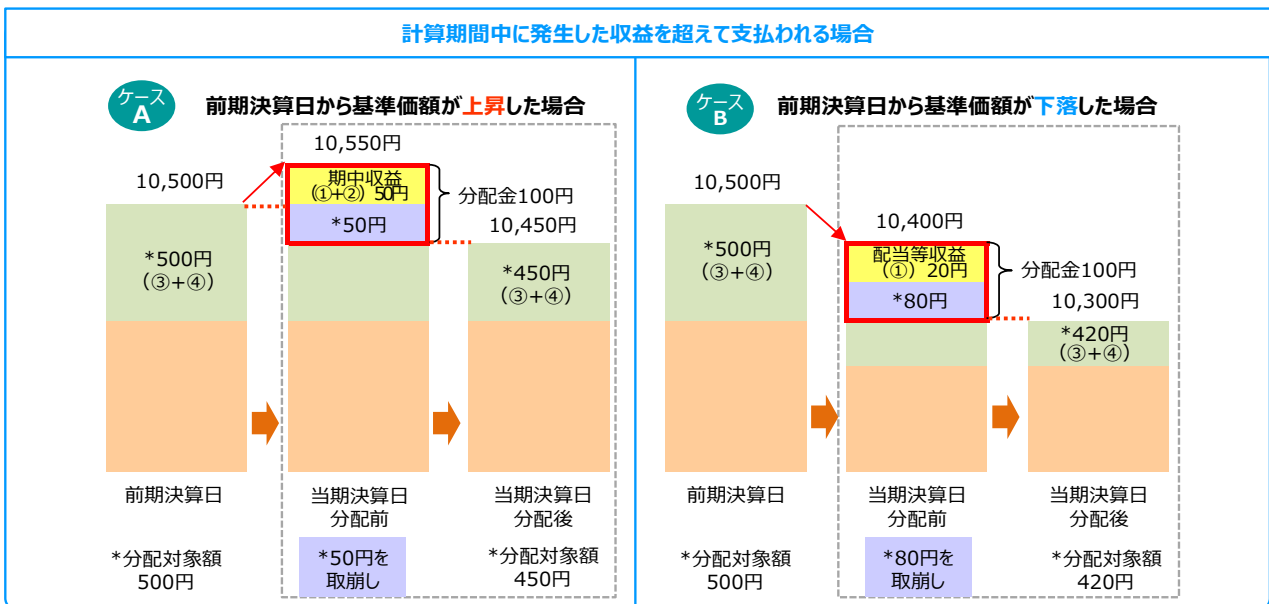 計算期間中に発生した収益を超えて支払われる場合
ケース
A
前期決算日から基準価額が上昇した場合
10,550円
10,500円
期中収益
(①+②) 50円
*50円
分配金100円
10,450円
*500円
(③+④)
*450円
(③+④)
前期決算日
当期決算日
分配前
当期決算日
分配後
*分配対象額
500円
*50円を
取崩し
*分配対象額
450円
ケース
B
前期決算日から基準価額が下落した場合
10,500円
10,400円
配当等収益
(①) 20円
*80円
分配金100円
10,300円
*500円
(③+④)
*420円
(③+④)
前期決算日
当期決算日
分配前
当期決算日
分配後
*分配対象額
500円
*80円を
取崩し
*分配対象額
420円